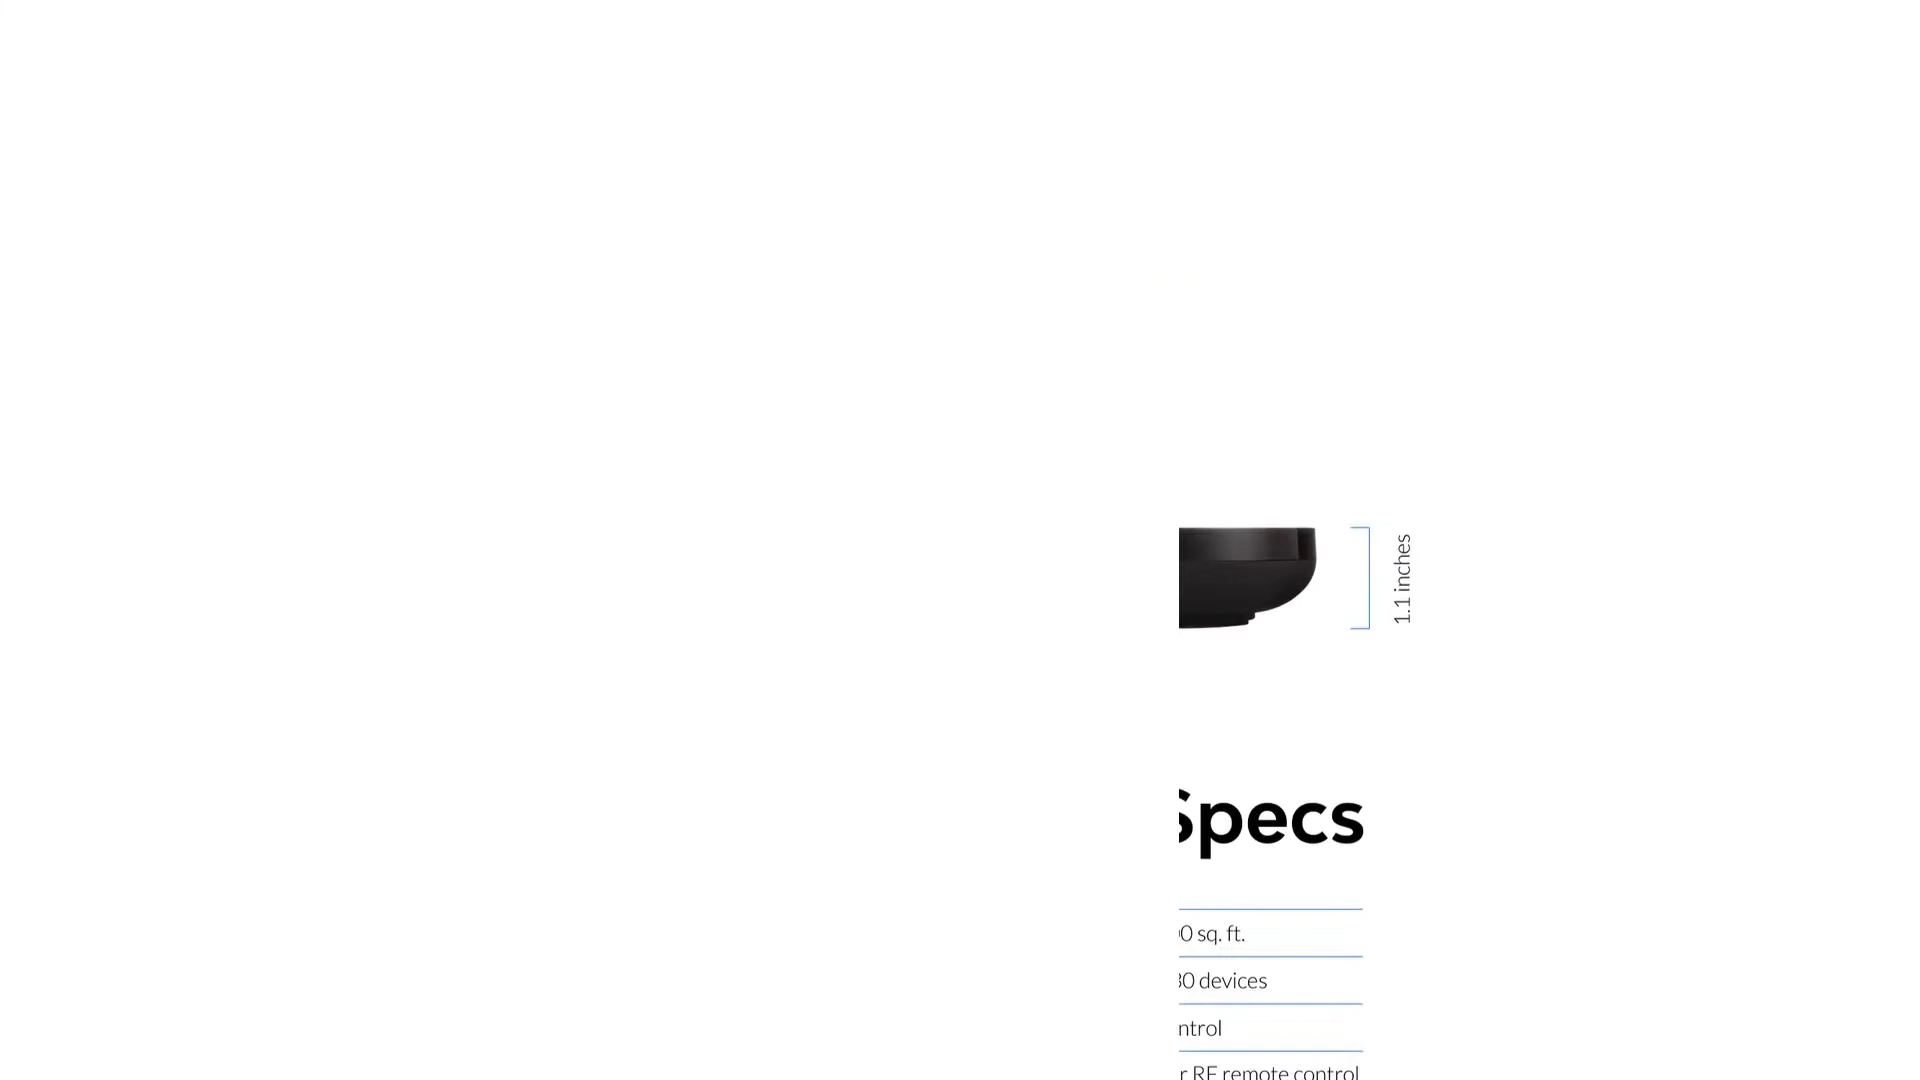 1.1 inches
Specs
0 sq. ft.
30 devices
ntrol
r RF remote control